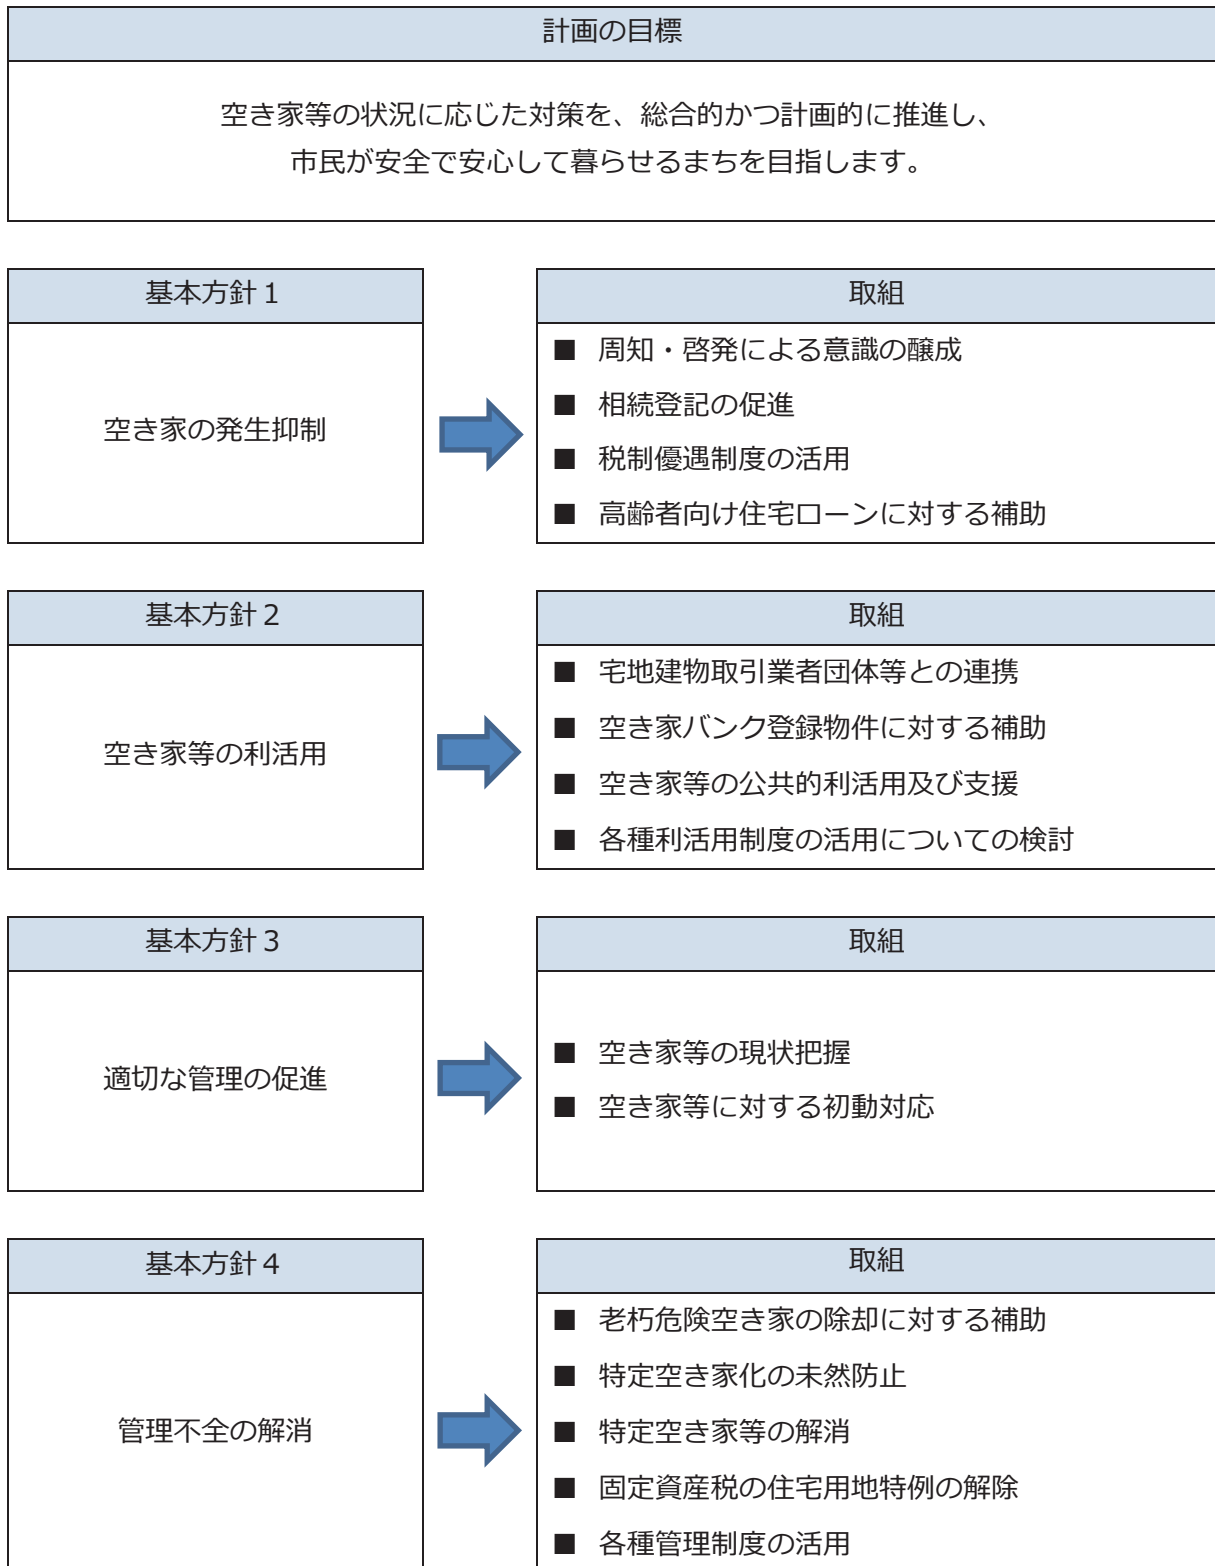 計画の目標
空き家等の状況に応じた対策を、総合的かつ計画的に推進し、
市民が安全で安心して暮らせるまちを目指します。
基本方針１
空き家の発生抑制
取組
■ 周知・啓発による意識の醸成
■ 相続登記の促進
■ 税制優遇制度の活用
■ 高齢者向け住宅ローンに対する補助
基本方針２
空き家等の利活用
取組
■ 宅地建物取引業者団体等との連携
■ 空き家バンク登録物件に対する補助
■ 空き家等の公共的利活用及び支援
■ 各種利活用制度の活用についての検討
基本方針３
適切な管理の促進
取組
■ 空き家等の現状把握
■ 空き家等に対する初動対応
基本方針４
管理不全の解消
取組
■ 老朽危険空き家の除却に対する補助
■ 特定空き家化の未然防止
■ 特定空き家等の解消
■ 固定資産税の住宅用地特例の解除
■ 各種管理制度の活用